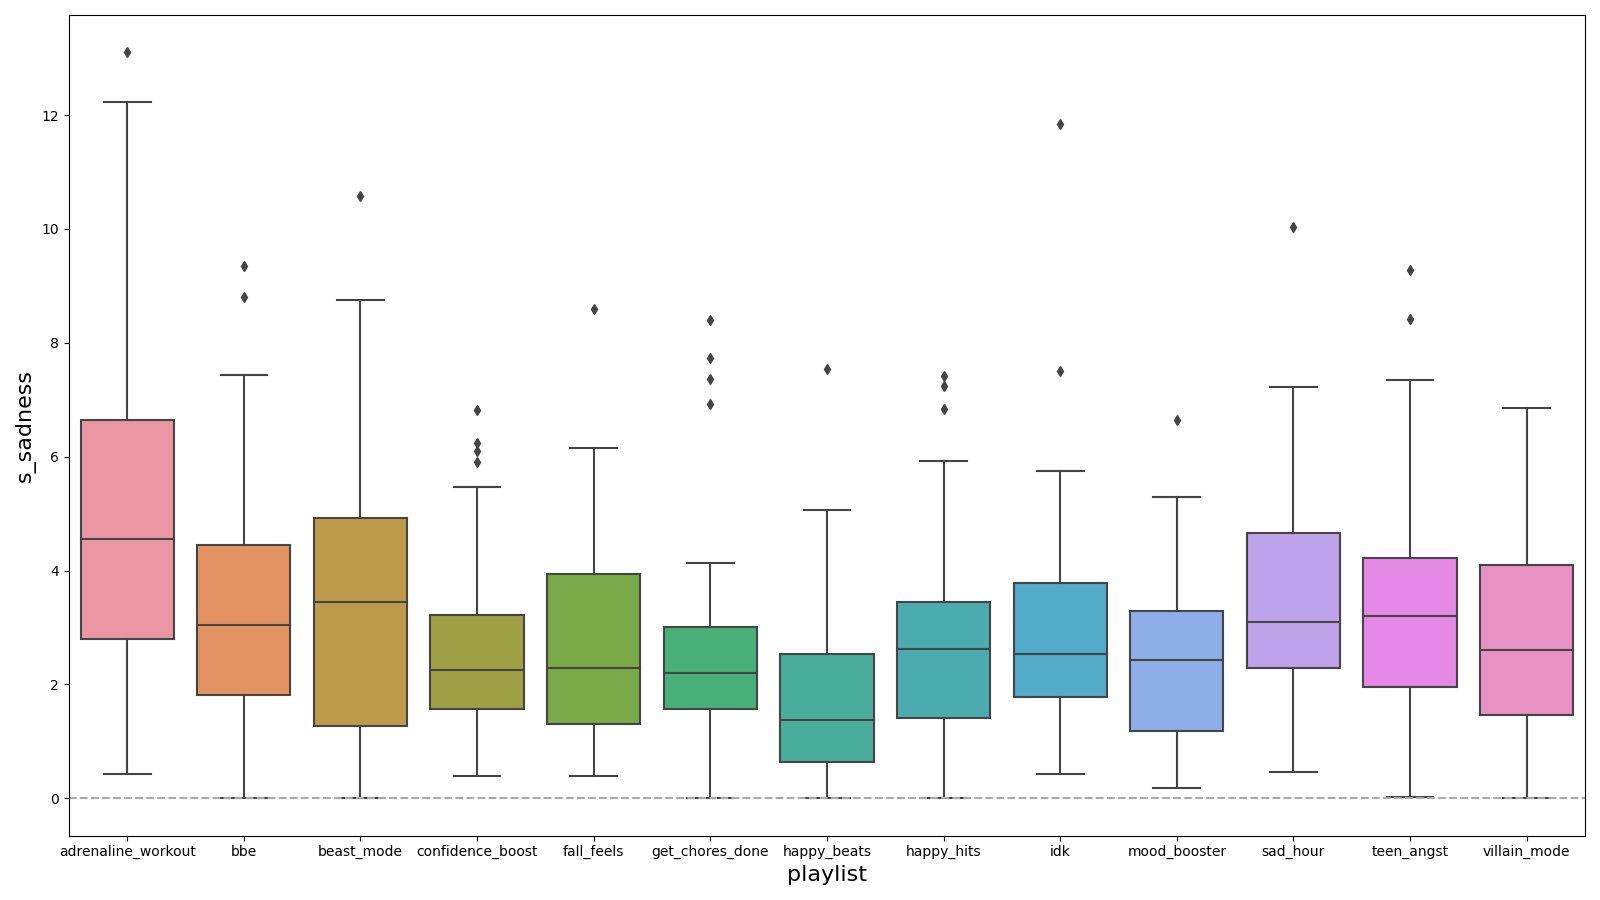 s_sadness
12
10
8
6
4
2
0
adrenaline_workout bbe beast_mode confidence_boost fall_feels get_chores_done happy_beats happy_hits idk mood_booster sad_hour teen_angst villain_mode
playlist